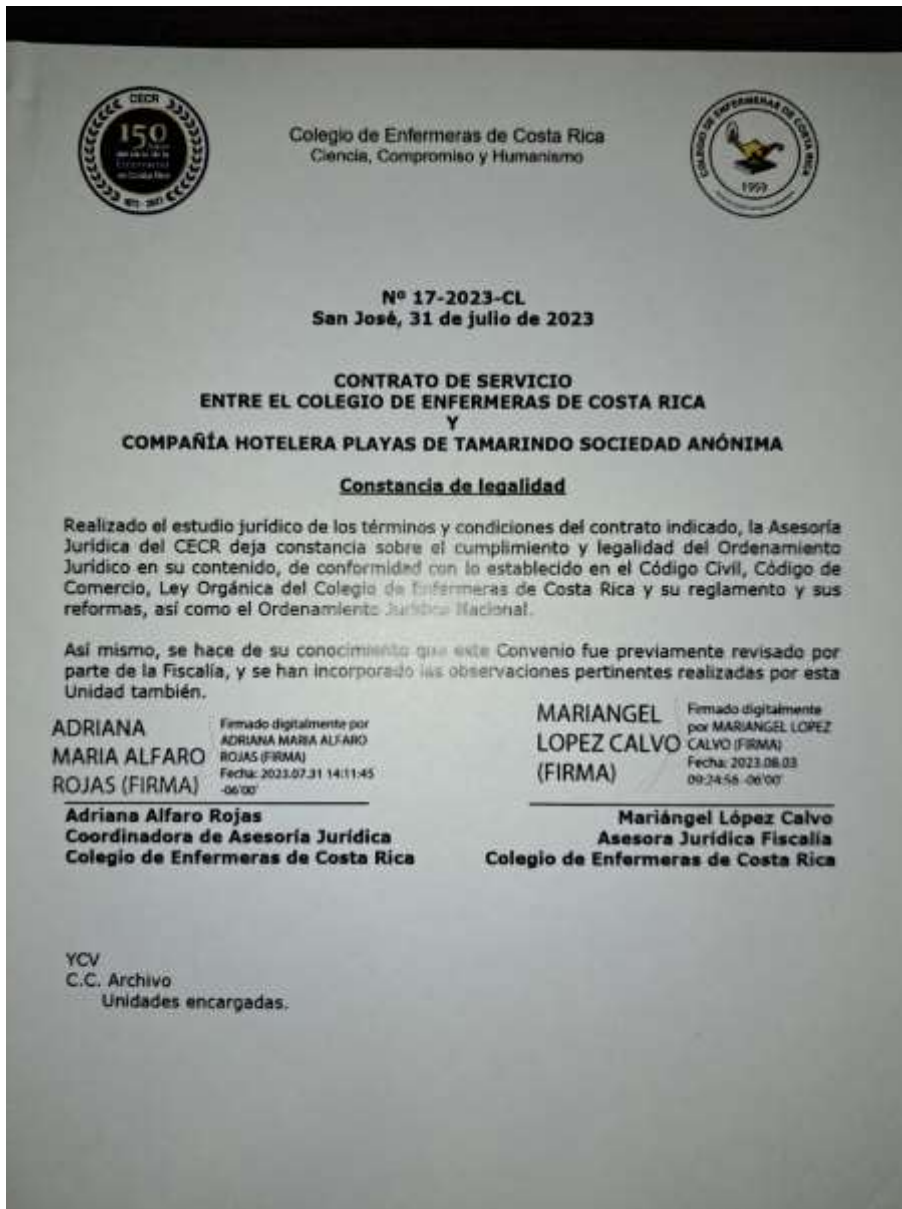 CECR
150
Colegio de Enfermeras de Costa Rica
Ciencia, Compromiso y Humanismo
COLEGIO DE ENFERMERAS DE COSTA RICA
1959
Nº 17-2023-CL
San José, 31 de julio de 2023
CONTRATO DE SERVICIO
ENTRE EL COLEGIO DE ENFERMERAS DE COSTA RICA
Y
COMPAÑÍA HOTELERA PLAYAS DE TAMARINDO SOCIEDAD ANÓNIMA
Constancia de legalidad
Realizado el estudio jurídico de los términos y condiciones del contrato indicado, la Asesoría
Jurídica del CECR deja constancia sobre el cumplimiento y legalidad del Ordenamiento
Jurídico en su contenido, de conformidad con lo establecido en el Código Civil, Código de
Comercio, Ley Orgánica del Colegio de Enfermeras de Costa Rica y su reglamento y sus
reformas, así como el Ordenamiento Jurídico Nacional.
Así mismo, se hace de su conocimiento que este Convenio fue previamente revisado por
parte de la Fiscalía, y se han incorporado las observaciones pertinentes realizadas por esta
Unidad también.
ADRIANA
MARIA ALFARO
ROJAS (FIRMA)
Firmado digitalmente por
ADRIANA MARIA ALFARO
ROJAS (FIRMA)
Fecha: 2023.07.31 14:11:45
-06'00'
Adriana Alfaro Rojas
Coordinadora de Asesoría Jurídica
Colegio de Enfermeras de Costa Rica
MARIANGEL
LOPEZ CALVO
(FIRMA)
Firmado digitalmente
por MARIANGEL LOPEZ
CALVO (FIRMA)
Fecha: 2023.08.03
09:24:56 -06'00'
Mariángel López Calvo
Asesora Jurídica Fiscalía
Colegio de Enfermeras de Costa Rica
YCV
C.C. Archivo
Unidades encargadas.